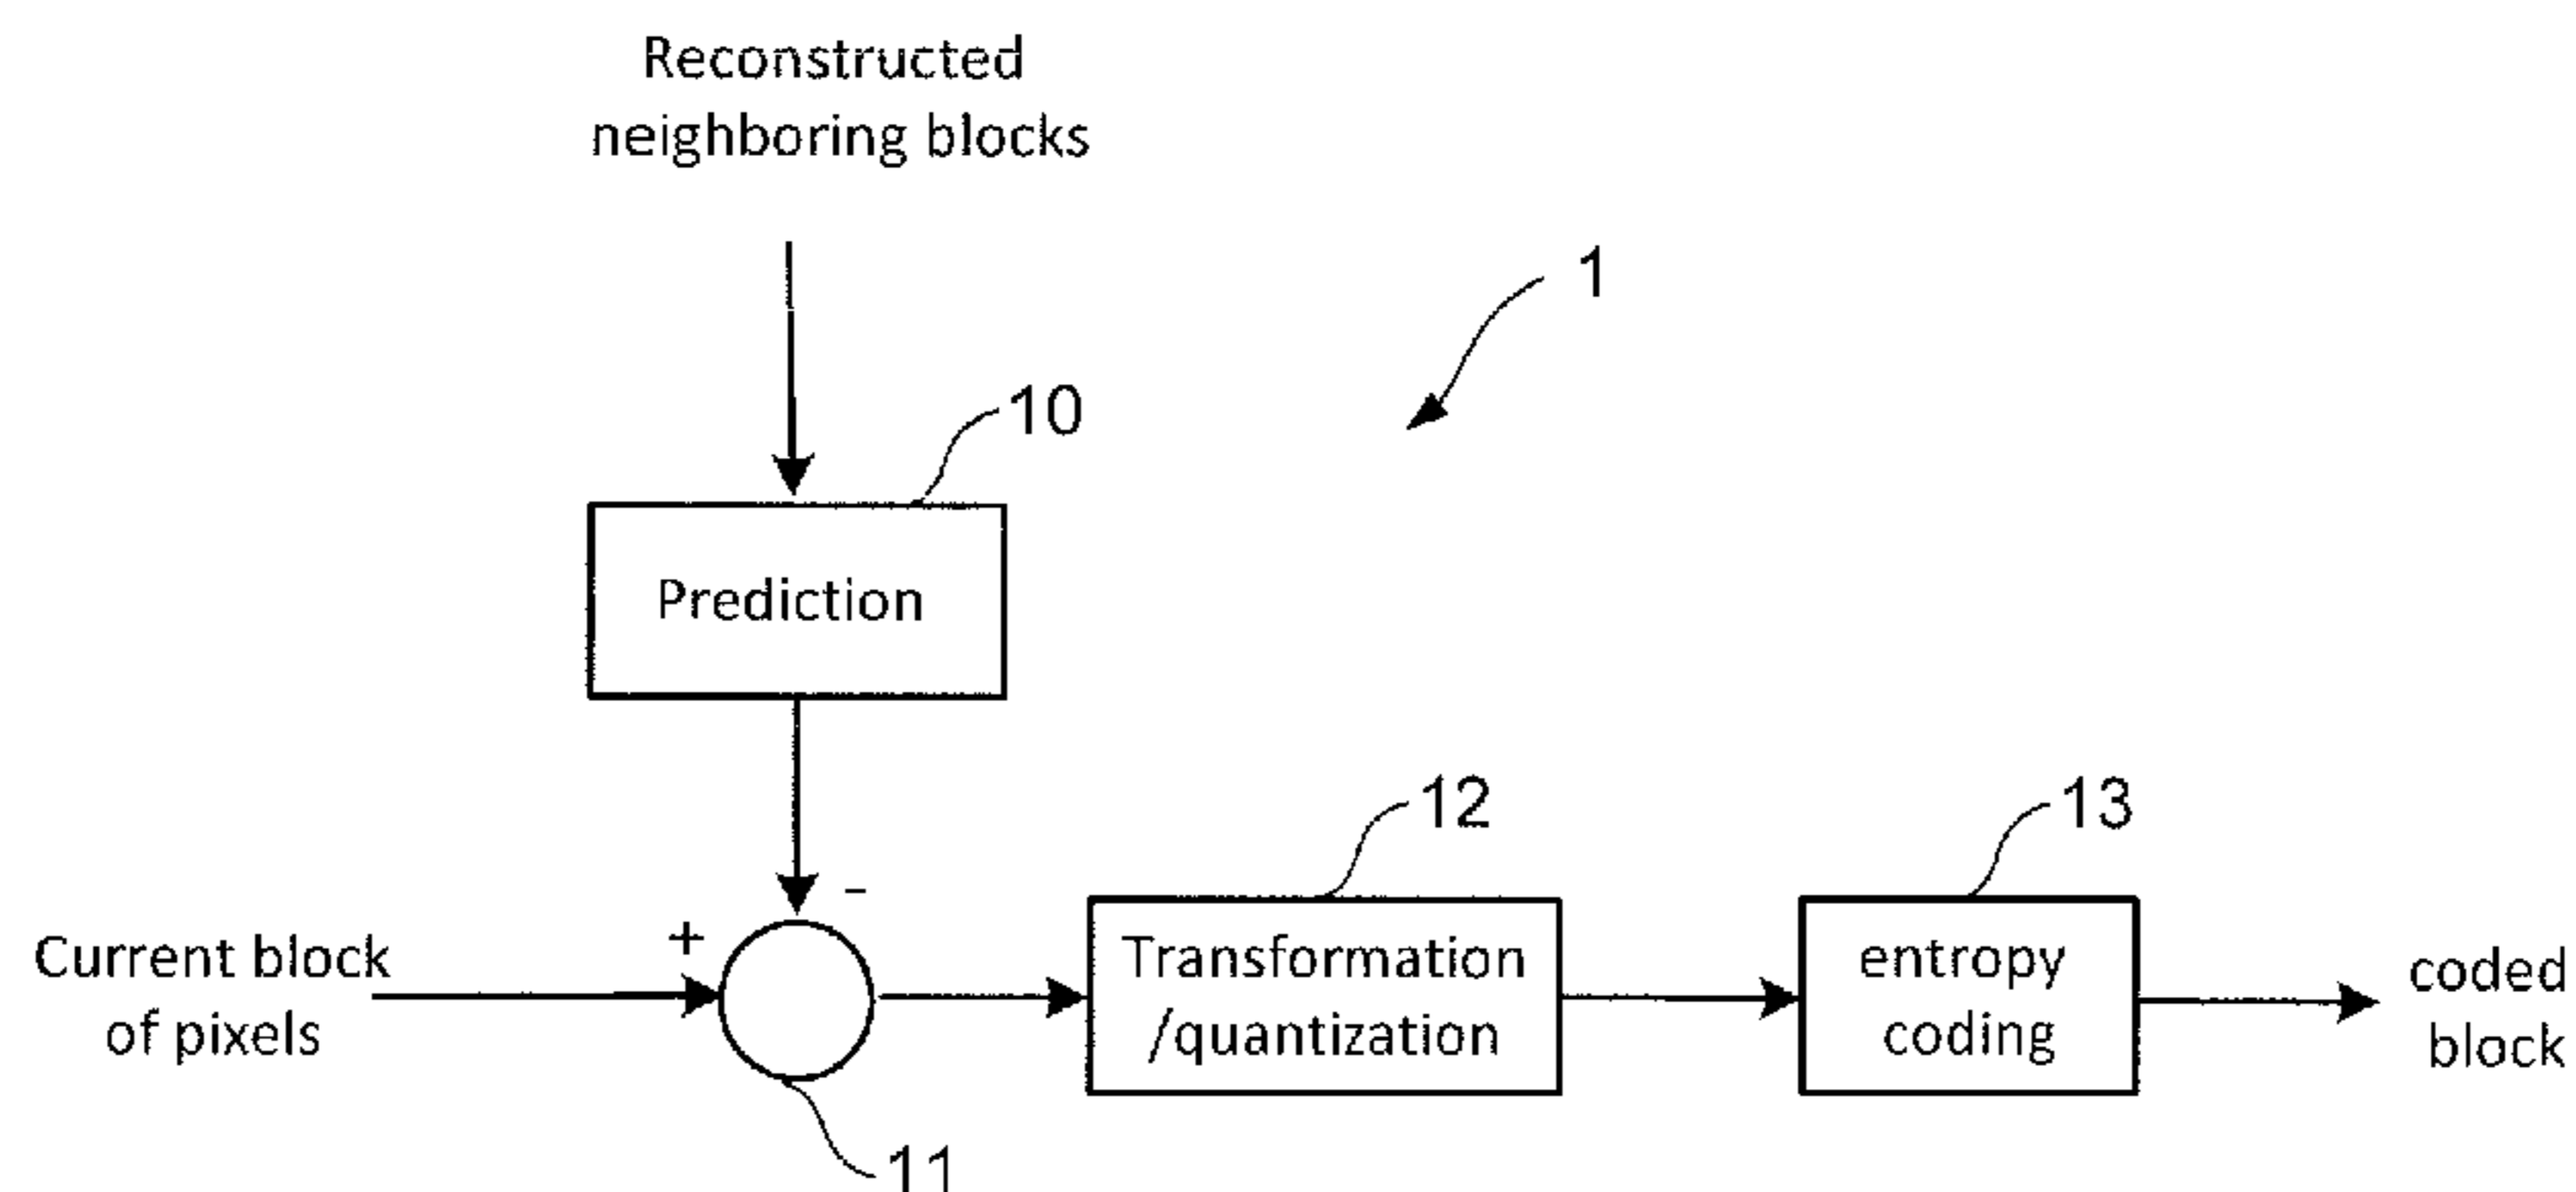 Reconstructed
neighboring blocks
1
10
Prediction
12
13
-
+
Current block
of pixels
Transformation
/quantization
entropy
coding
coded
block
11